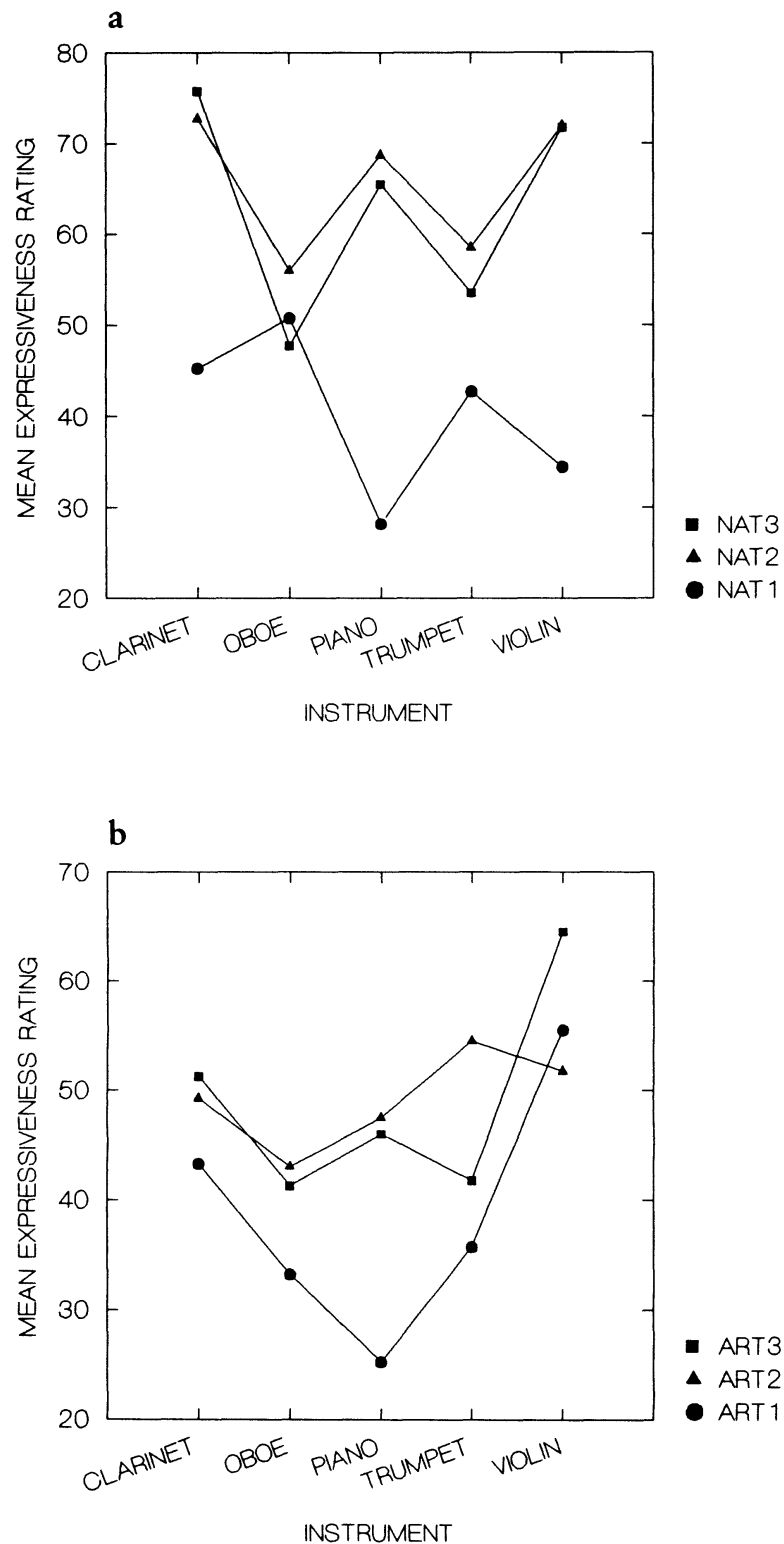 a
80
70
60
50
40
30
20
MEAN EXPRESSIVENESS RATING
CLARINET
OBOE
PIANO
TRUMPET
VIOLIN
INSTRUMENT
NAT3
NAT2
NAT1
b
70
60
50
40
30
20
MEAN EXPRESSIVENESS RATING
CLARINET
OBOE
PIANO
TRUMPET
VIOLIN
INSTRUMENT
ART3
ART2
ART1